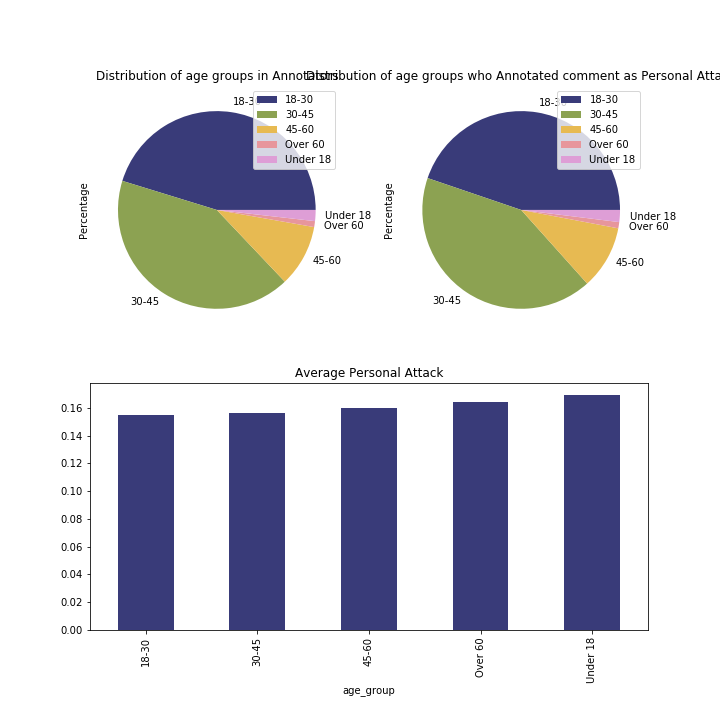 Distribution of age groups in Annotators
Distribution of age groups who Annotated comment as Personal Atta
18-30
30-45
45-60
Over 60
Under 18
Percentage
Under 18
Over 60
45-60
30-45
18-30
30-45
45-60
Over 60
Under 18
Percentage
Under 18
Over 60
45-60
30-45
Average Personal Attack
0.16
0.14
0.12
0.10
0.08
0.06
0.04
0.02
0.00
18-30
30-45
45-60
Over 60
Under 18
age_group